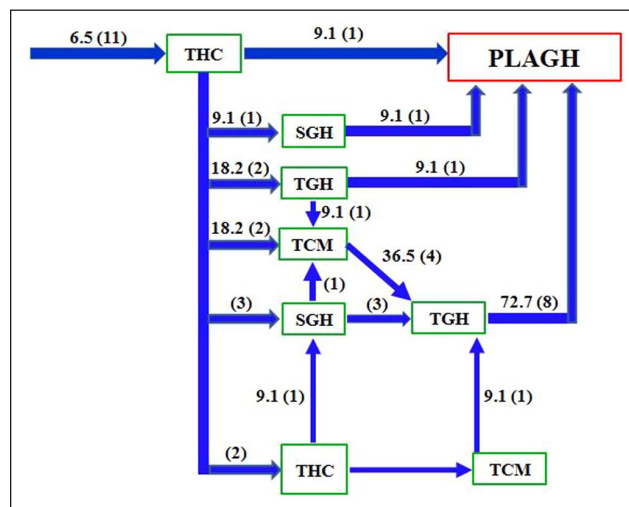 6.5 (11)
THC
9.1 (1)
PLAGH
9.1 (1)
SGH
9.1 (1)
18.2 (2)
TGH
9.1 (1)
9.1 (1)
18.2 (2)
TCM
36.5 (4)
(1)
(3)
SGH
(3)
TGH
72.7 (8)
9.1 (1)
9.1 (1)
(2)
THC
TCM